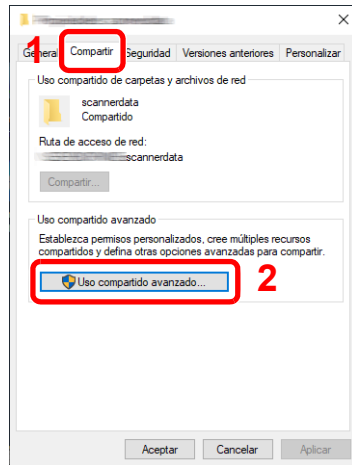 1
General Compartir Seguridad Versiones anteriores Personalizar
Uso compartido de carpetas y archivos de red
scannerdata
Compartido
Ruta de acceso de red:
scannerdata
Compartir...
Uso compartido avanzado
Establezca permisos personalizados, cree múltiples recursos
compartidos y defina otras opciones avanzadas para compartir.
Uso compartido avanzado... 2
Aceptar Cancelar Aplicar